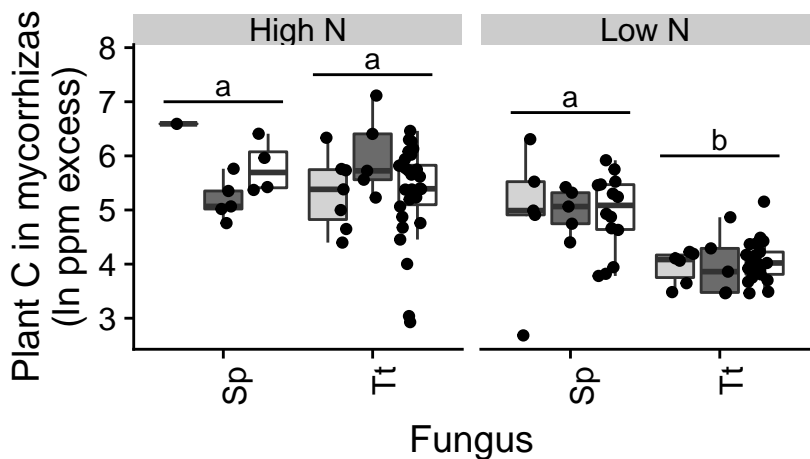 High N
Low N
Plant C in mycorrhizas
(ln ppm excess)
8
7
6
5
4
3
a
a
a
b
Sp
Tt
Sp
Tt
Fungus